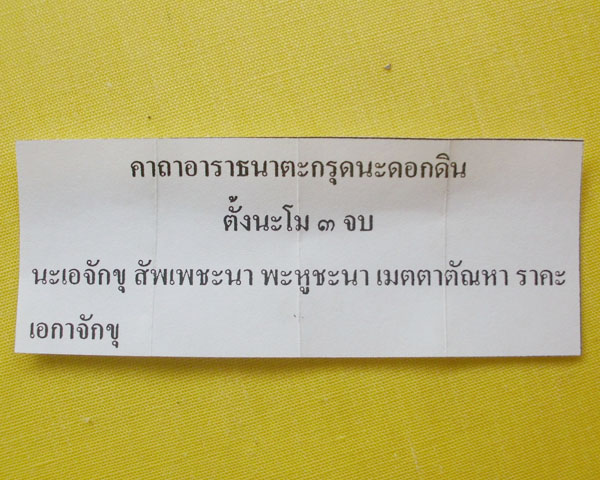 คาถาอาราธนาตะกรุดนะดอกดิน
ตั้งนะโม ๓ จบ
นะเอจักขุ สัพเพชะนา พะหูชะนา เมตตาตัณหา ราคะ
เอกาจักขุ